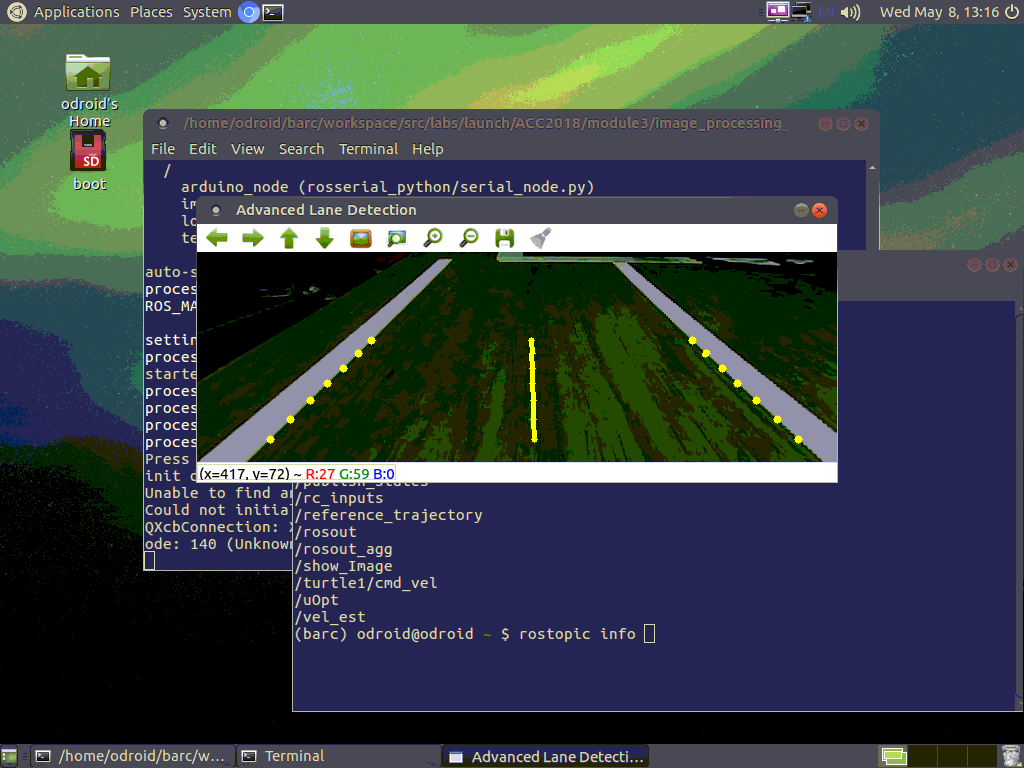 Applications Places System EN Wed May 8, 13:16
odroid's
Home
SD
boot
/home/odroid/barc/workspace/src/labs/launch/ACC2018/module3/image_processing_
File Edit View Search Terminal Help
/
arduino_node (rosserial_python/serial_node.py)
im
lo
te
Advanced Lane Detection
auto-s
proces
ROS_MA
settin
proces
starte
proces
proces
proces
proces
Press
init c
Unable to find a
Could not initia
QXcbConnection: X
ode: 140 (Unknown
(x=417, y=72) ~ R:27 G:59 B:0
/publish_states
/rc_inputs
/reference_trajectory
/rosout
/rosout_agg
/show_Image
/turtle1/cmd_vel
/uOpt
/vel_est
(barc) odroid@odroid ~ $ rostopic info
/home/odroid/barc/w... Terminal Advanced Lane Detecti...